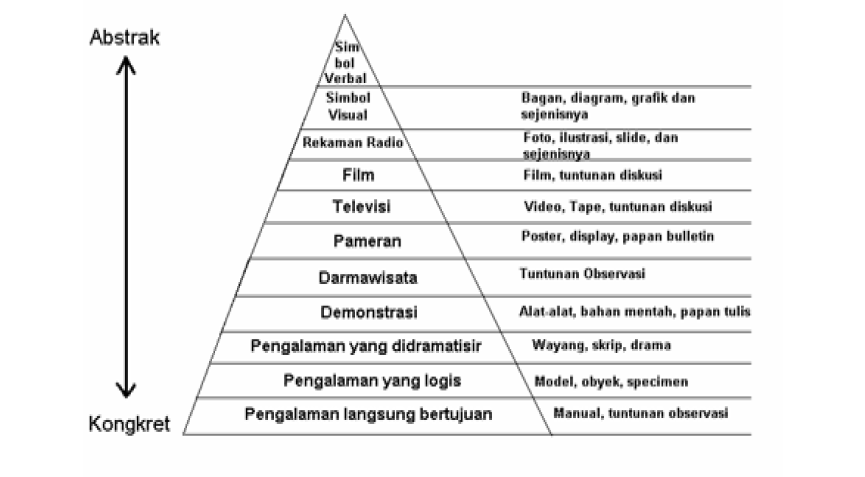 Abstrak
Sim
bol
Verbal
Simbol
Visual
Bagan, diagram, grafik dan
sejenisnya
Rekaman Radio
Foto, ilustrasi, slide, dan
sejenisnya
Film
Film, tuntunan diskusi
Televisi
Video, Tape, tuntunan diskusi
Pameran
Poster, display, papan bulletin
Darmawisata
Tuntunan Observasi
Demonstrasi
Alat-alat, bahan mentah, papan tulis
Pengalaman yang didramatisir
Wayang, skrip, drama
Pengalaman yang logis
Model, obyek, specimen
Pengalaman langsung bertujuan
Manual, tuntunan observasi
Kongkret